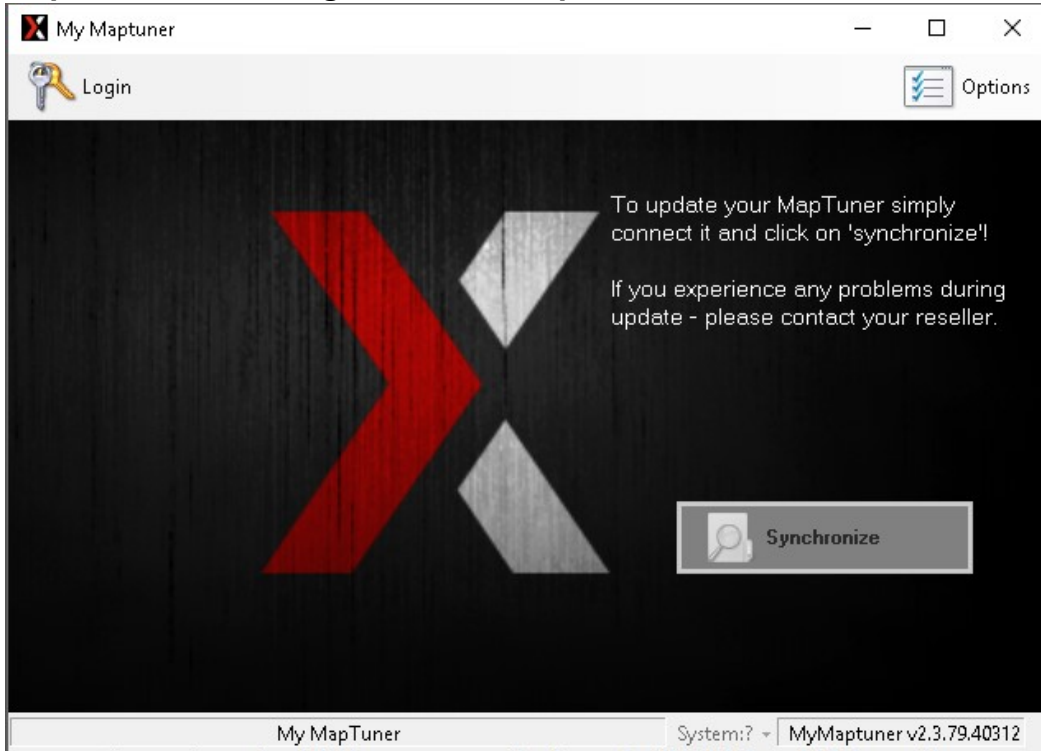 My Maptuner
Login
Options
To update your MapTuner simply
connect it and click on 'synchronize'!
If you experience any problems during
update - please contact your reseller.
Synchronize
My MapTuner
System:?
MyMaptuner v2.3.79.40312